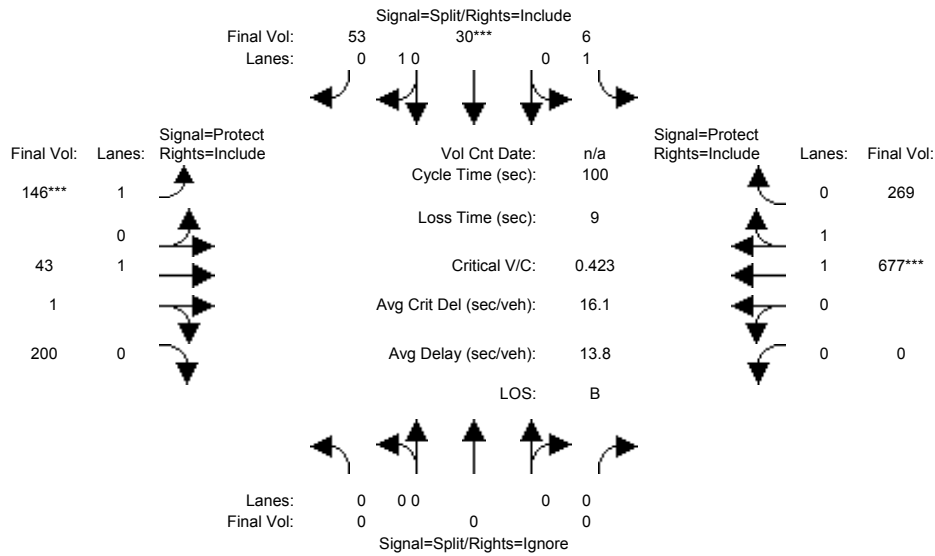 Signal=Split/Rights=Include
Final Vol: 53 30*** 6
Lanes: 0 1 0 0 1
Signal=Protect Signal=Protect
Final Vol: Lanes: Rights=Include Vol Cnt Date: n/a Rights=Include Lanes: Final Vol:
Cycle Time (sec): 100
146*** 1 0 269
Loss Time (sec): 9
0 1
43 1 Critical V/C: 0.423 1 677***
1 Avg Crit Del (sec/veh): 16.1 0
200 0 Avg Delay (sec/veh): 13.8 0 0
LOS: B
Lanes: 0 0 0 0 0
Final Vol: 0 0 0
Signal=Split/Rights=Ignore